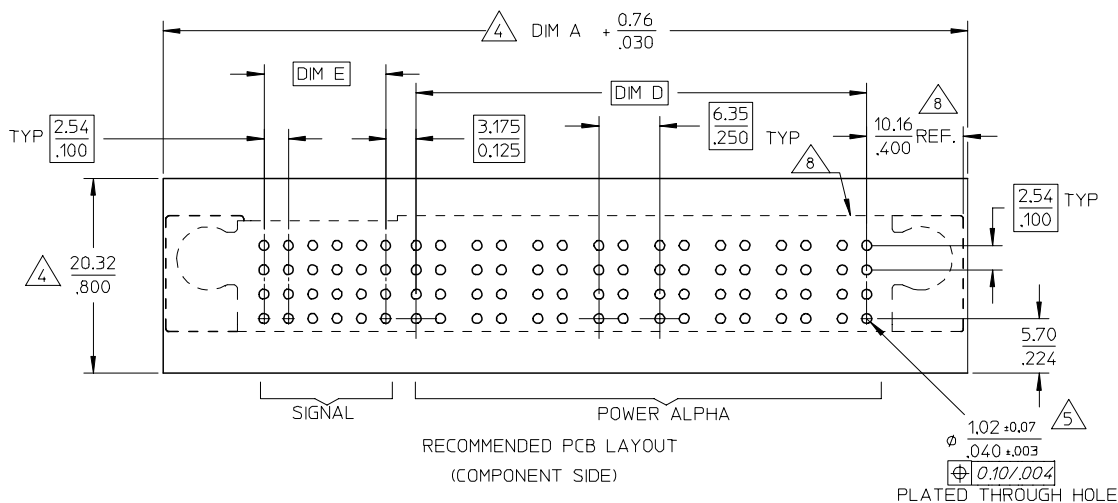 4 DIM A + 0.76
.030
DIM E
DIM D
8
TYP 2.54
.100
3.175
0.125
6.35
.250 TYP
10.16
.400 REF.
8
2.54
.100 TYP
4 20.32
.800
5.70
.224
SIGNAL
POWER ALPHA
RECOMMENDED PCB LAYOUT
(COMPONENT SIDE)
5
ø 1.02 ±0.07
.040 ±.003
⌖ 0.10/.004
PLATED THROUGH HOLE